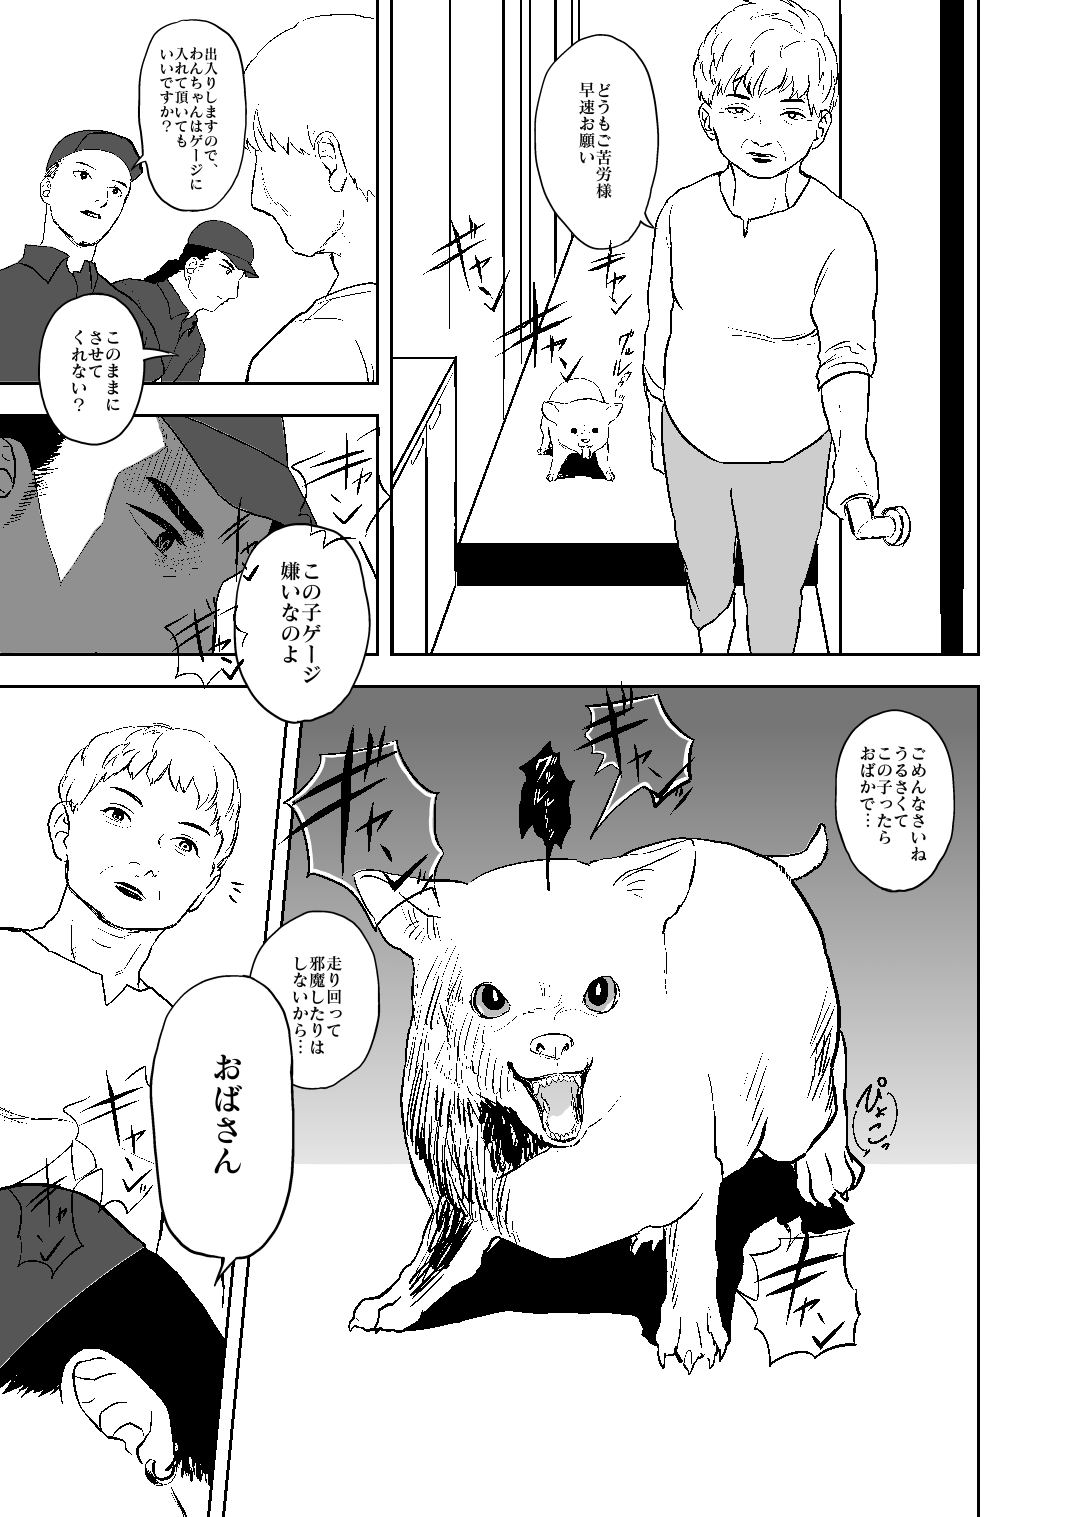 どうもご苦労様
早速お願い
ギャン
ギャン
ギャン
グルルル
出入りしますので、
わんちゃんはゲージに
入れて頂いても
いいですか？
このままに
させて
くれない？
ギャン
ギャン
この子ゲージ
嫌いなのよ
ごめんなさいね
うるさくて
この子ったら
おばかで…
ギャン
ギャン
ぴょこ
ギャン
走り回って
邪魔したりは
しないから…
おばさん
ギャン
ギャン